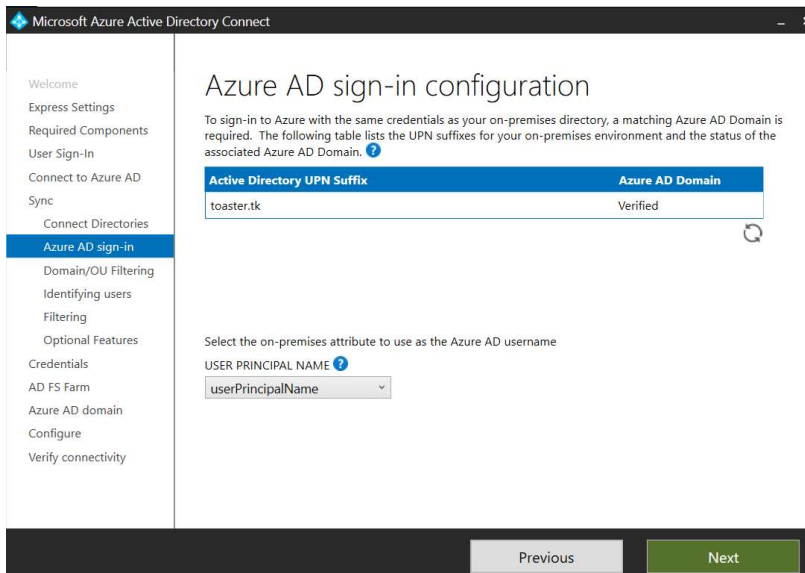 Microsoft Azure Active Directory Connect
Welcome
Express Settings
Required Components
User Sign-In
Connect to Azure AD
Sync
Connect Directories
Azure AD sign-in
Domain/OU Filtering
Identifying users
Filtering
Optional Features
Credentials
AD FS Farm
Azure AD domain
Configure
Verify connectivity
Azure AD sign-in configuration
To sign-in to Azure with the same credentials as your on-premises directory, a matching Azure AD Domain is
required. The following table lists the UPN suffixes for your on-premises environment and the status of the
associated Azure AD Domain. ?
Active Directory UPN Suffix Azure AD Domain
toaster.tk Verified
Select the on-premises attribute to use as the Azure AD username
USER PRINCIPAL NAME ?
userPrincipalName
Previous Next